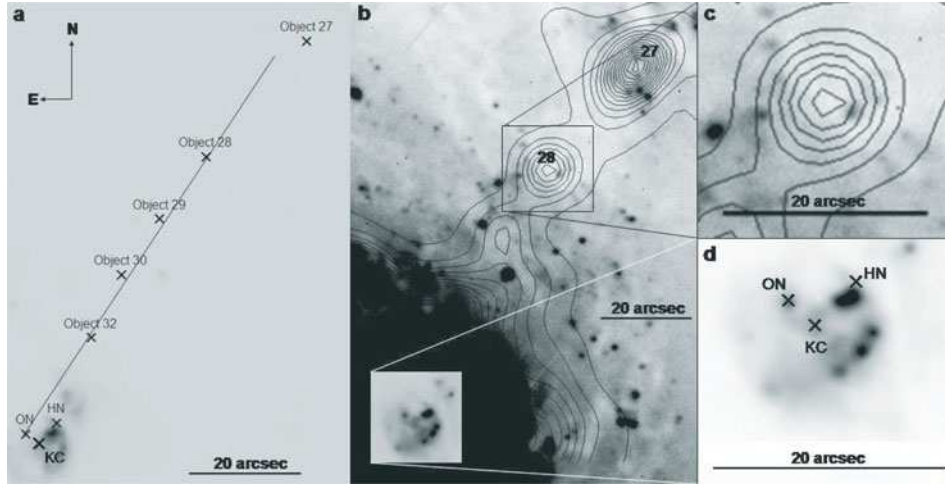 a
Object 27
N
E
Object 28
Object 29
Object 30
Object 32
ON
HN
KC
20 arcsec
b
27
28
20 arcsec
c
20 arcsec
d
ON
HN
KC
20 arcsec